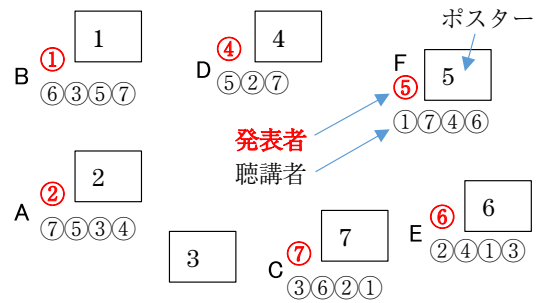 ポスター
B ① 1
⑥③⑤⑦
D ④ 4
⑤②⑦
F ⑤ 5
①⑦④⑥
発表者
聴講者
A ② 2
⑦⑤③④
3
C ⑦ 7
③⑥②①
E ⑥ 6
②④①③